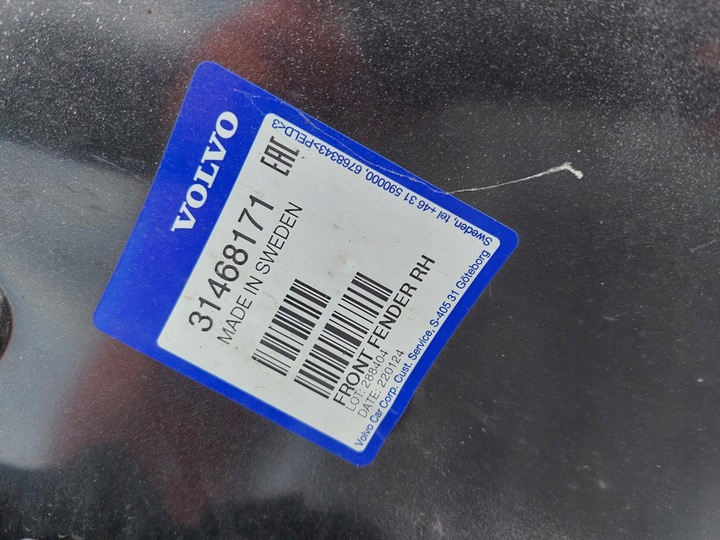 VOLVO
31468171 EAC
MADE IN SWEDEN
FRONT FENDER RH
LOT: 288404
DATE: 220124
Volvo Car Corp. Cust. Service, S-405 31 Göteborg
Sweden, tel +46 31 590000, 6768343>PELD<3